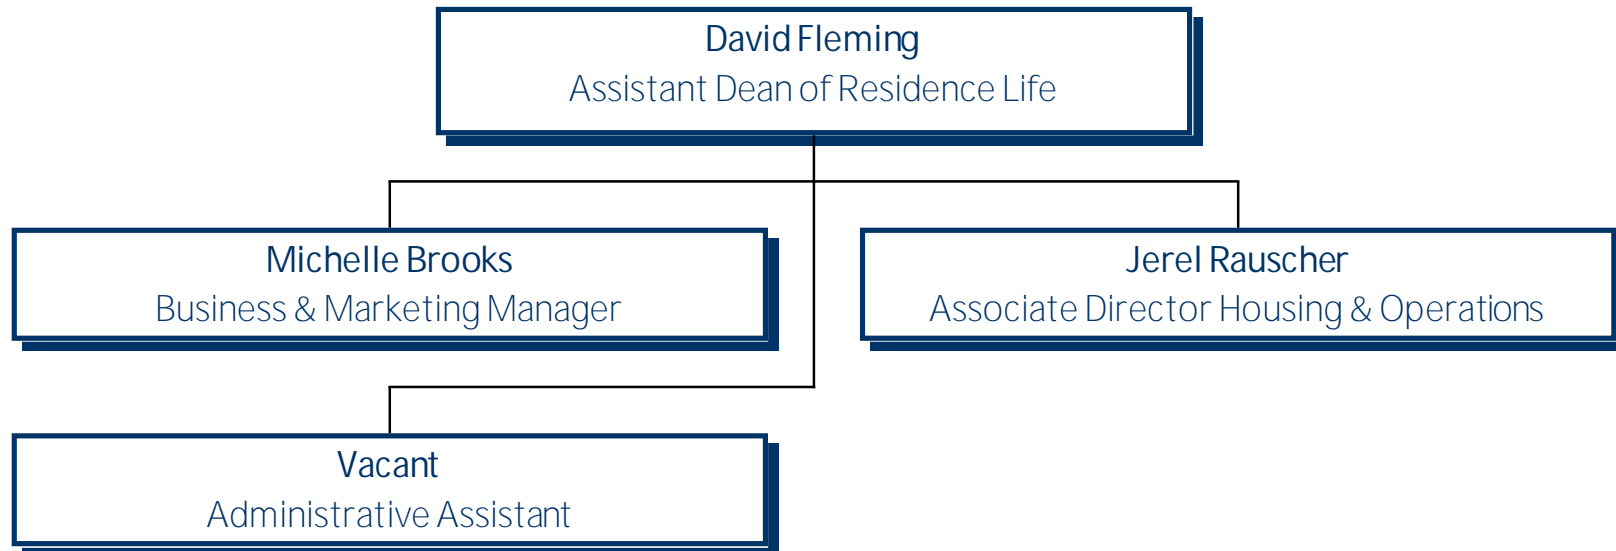 David Fleming
Assistant Dean of Residence Life
Michelle Brooks
Business & Marketing Manager
Jerel Rauscher
Associate Director Housing & Operations
Vacant
Administrative Assistant